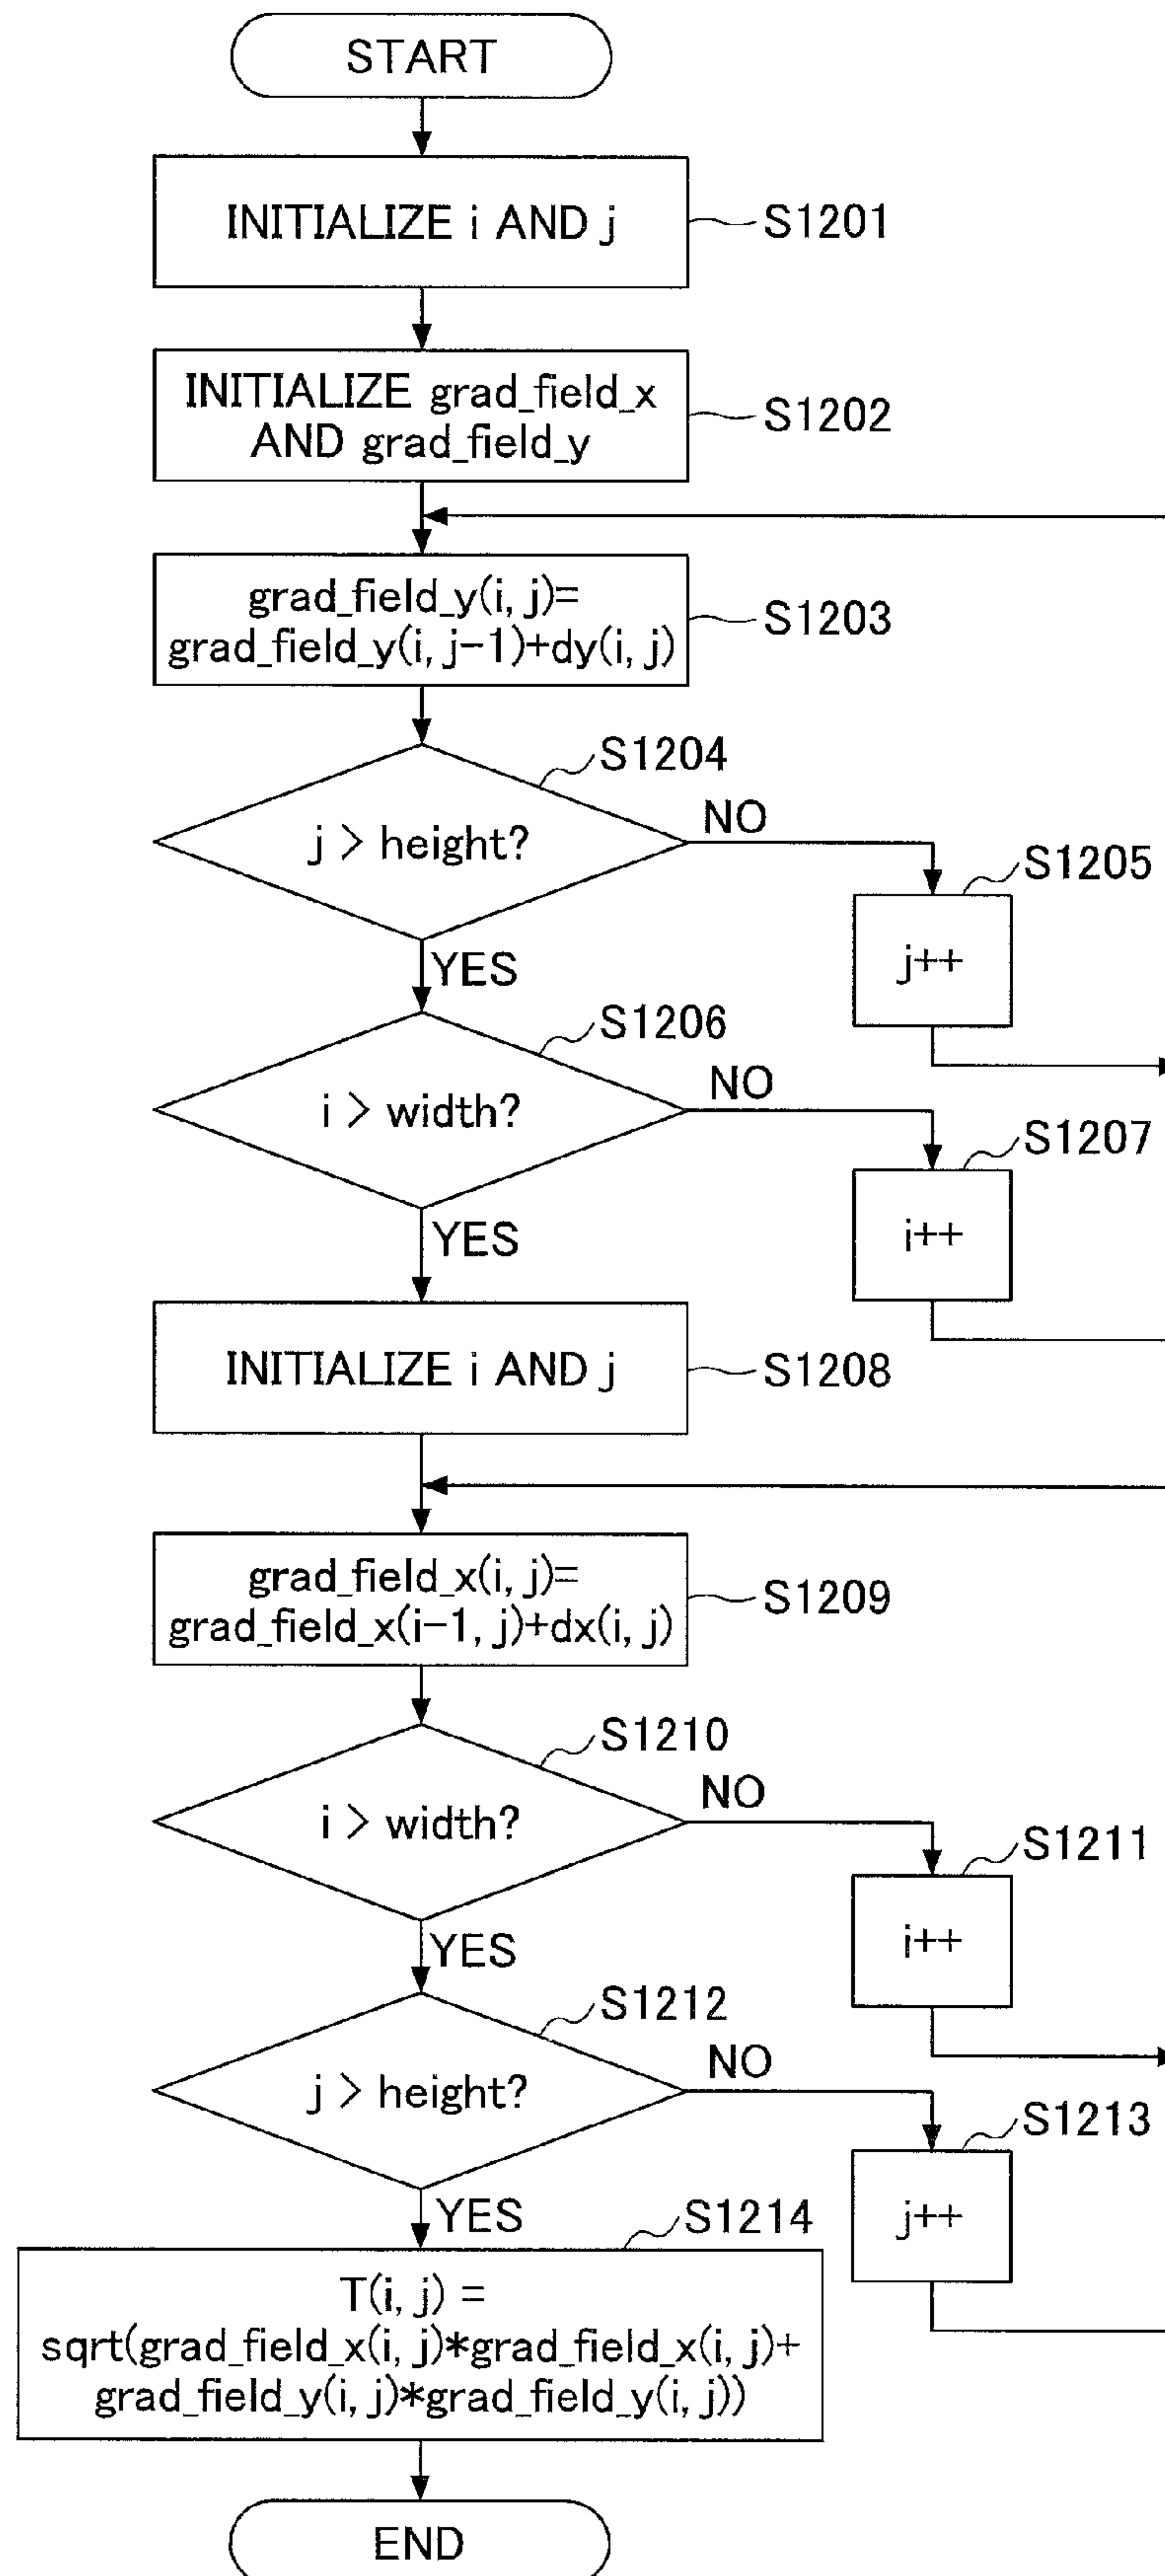 START
INITIALIZE i AND j
S1201
INITIALIZE grad_field_x
AND grad_field_y
S1202
grad_field_y(i, j)=
grad_field_y(i, j-1)+dy(i, j)
S1203
S1204
j > height?
NO
S1205
j++
YES
S1206
i > width?
NO
S1207
i++
YES
INITIALIZE i AND j
S1208
grad_field_x(i, j)=
grad_field_x(i-1, j)+dx(i, j)
S1209
S1210
i > width?
NO
S1211
i++
YES
S1212
j > height?
NO
S1213
j++
YES
S1214
T(i, j) =
sqrt(grad_field_x(i, j)*grad_field_x(i, j)+
grad_field_y(i, j)*grad_field_y(i, j))
END